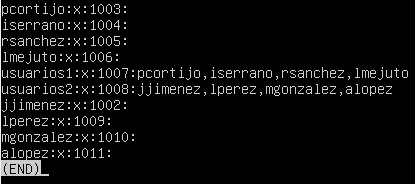 pcortijo:x:1003:
iserrano:x:1004:
rsanchez:x:1005:
lmejuto:x:1006:
usuarios1:x:1007:pcortijo,iserrano,rsanchez,lmejuto
usuarios2:x:1008:jjimenez,lperez,mgonzalez,alopez
jjimenez:x:1002:
lperez:x:1009:
mgonzalez:x:1010:
alopez:x:1011:
(END)